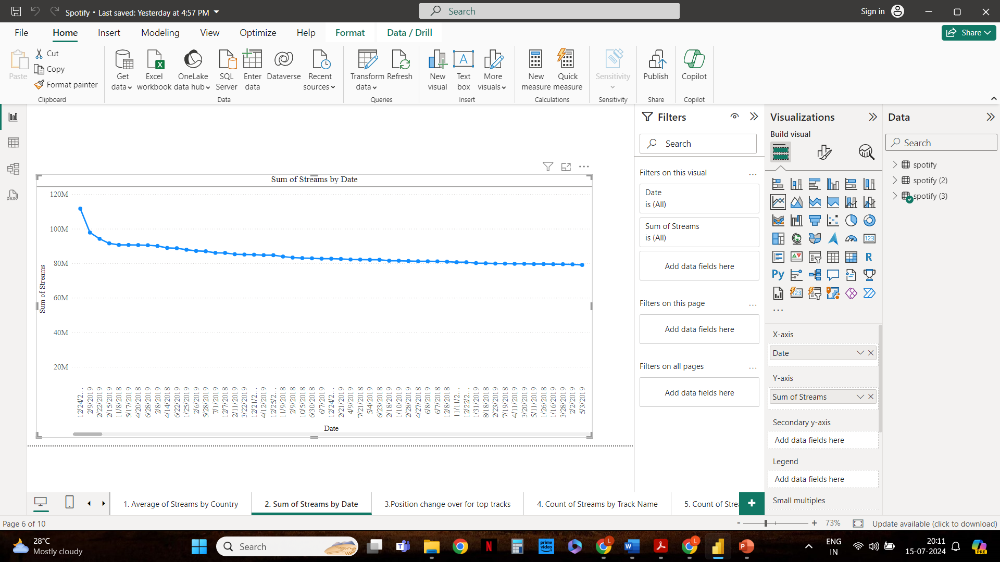 Spotify • Last saved: Yesterday at 4:57 PM
Search
Sign in
File
Home
Insert
Modeling
View
Optimize
Help
Format
Data / Drill
Share
Paste
Cut
Copy
Format painter
Clipboard
Get data
Excel workbook
OneLake data hub
SQL Server
Enter data
Dataverse
Recent sources
Data
Transform data
Refresh
Queries
New visual
Text box
More visuals
Insert
New measure
Quick measure
Calculations
Sensitivity
Sensitivity
Publish
Share
Copilot
Copilot
DAX
Sum of Streams by Date
120M
100M
80M
60M
40M
20M
Sum of Streams
12/24/2...
2/9/2019
2/22/2019
2/15/2019
11/8/2018
5/17/2019
4/20/2018
6/28/2019
2/8/2019
4/14/2018
6/22/2019
1/25/2019
2/6/2019
5/28/2019
7/11/2019
12/7/2018
2/11/2019
3/22/2019
12/21/2...
4/12/2019
12/25/2...
11/9/2018
2/9/2018
10/5/2018
6/30/2018
6/7/2019
12/24/2...
2/21/2019
4/9/2019
7/21/2018
5/4/2019
6/23/2018
2/18/2019
1/10/2019
2/28/2019
4/27/2018
6/8/2019
6/7/2018
12/8/2018
11/11/2...
12/22/2...
1/31/2019
8/18/2018
2/23/2019
7/19/2018
4/11/2019
3/20/2019
5/11/2019
1/26/2018
1/16/2019
3/28/2019
2/2/2019
5/3/2019
Date
Filters
Search
Filters on this visual
Date
is (All)
Sum of Streams
is (All)
Add data fields here
Filters on this page
Add data fields here
Filters on all pages
Add data fields here
Visualizations
Build visual
123
R
Py
123
X-axis
Date
Y-axis
Sum of Streams
Secondary y-axis
Add data fields here
Legend
Add data fields here
Small multiples
Data
Search
spotify
spotify (2)
spotify (3)
1. Average of Streams by Country
2. Sum of Streams by Date
3.Position change over for top tracks
4. Count of Streams by Track Name
5. Count of Strea
Page 6 of 10
73%
Update available (click to download)
28°C
Mostly cloudy
Search
prime video
ENG
IN
20:11
15-07-2024
PRE